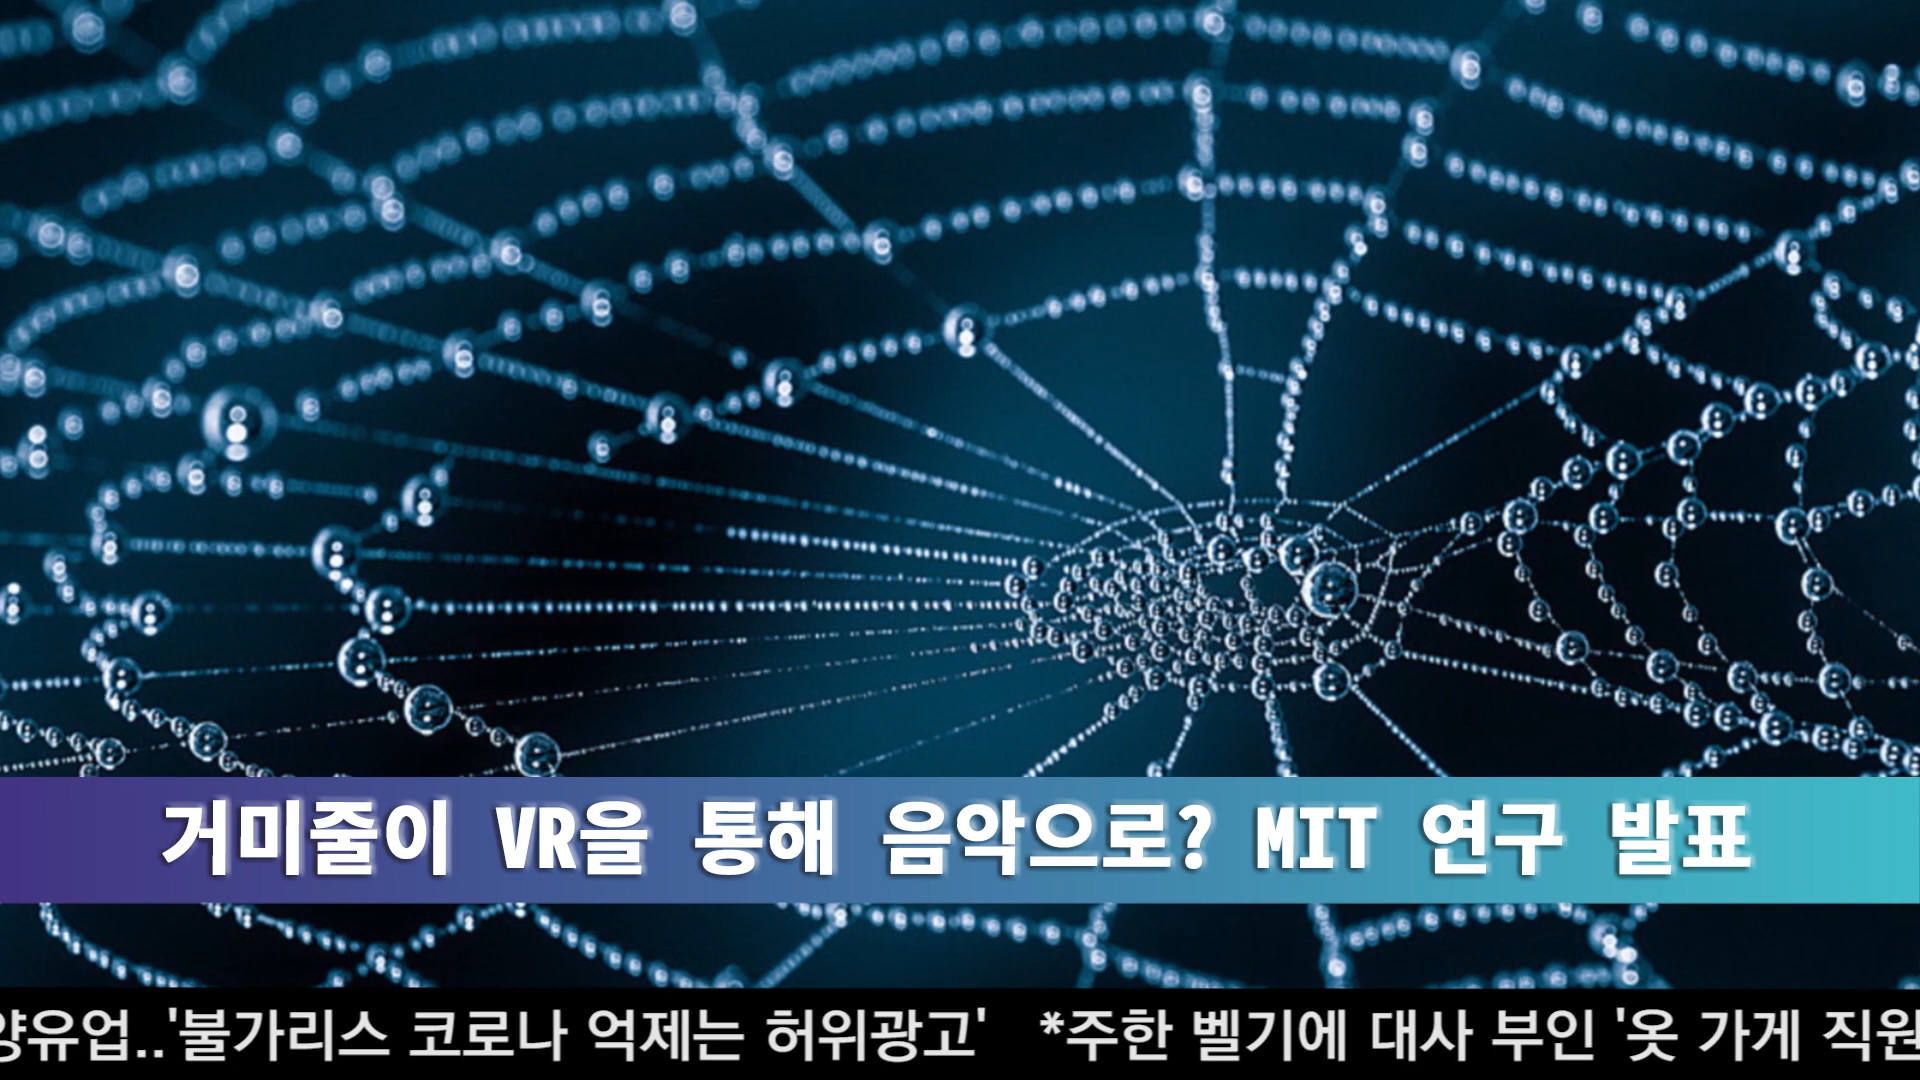 거미줄이 VR을 통해 음악으로? MIT 연구 발표
양유업..'불가리스 코로나 억제는 허위광고' *주한 벨기에 대사 부인 '옷 가게 직원